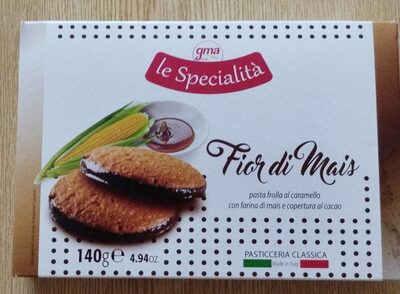 gma
le Specialità
Fior di Mais
pasta frolla al caramello
con farina di mais e copertura al cacao
140g℮ 4.94OZ
PASTICCERIA CLASSICA
Made in Italy